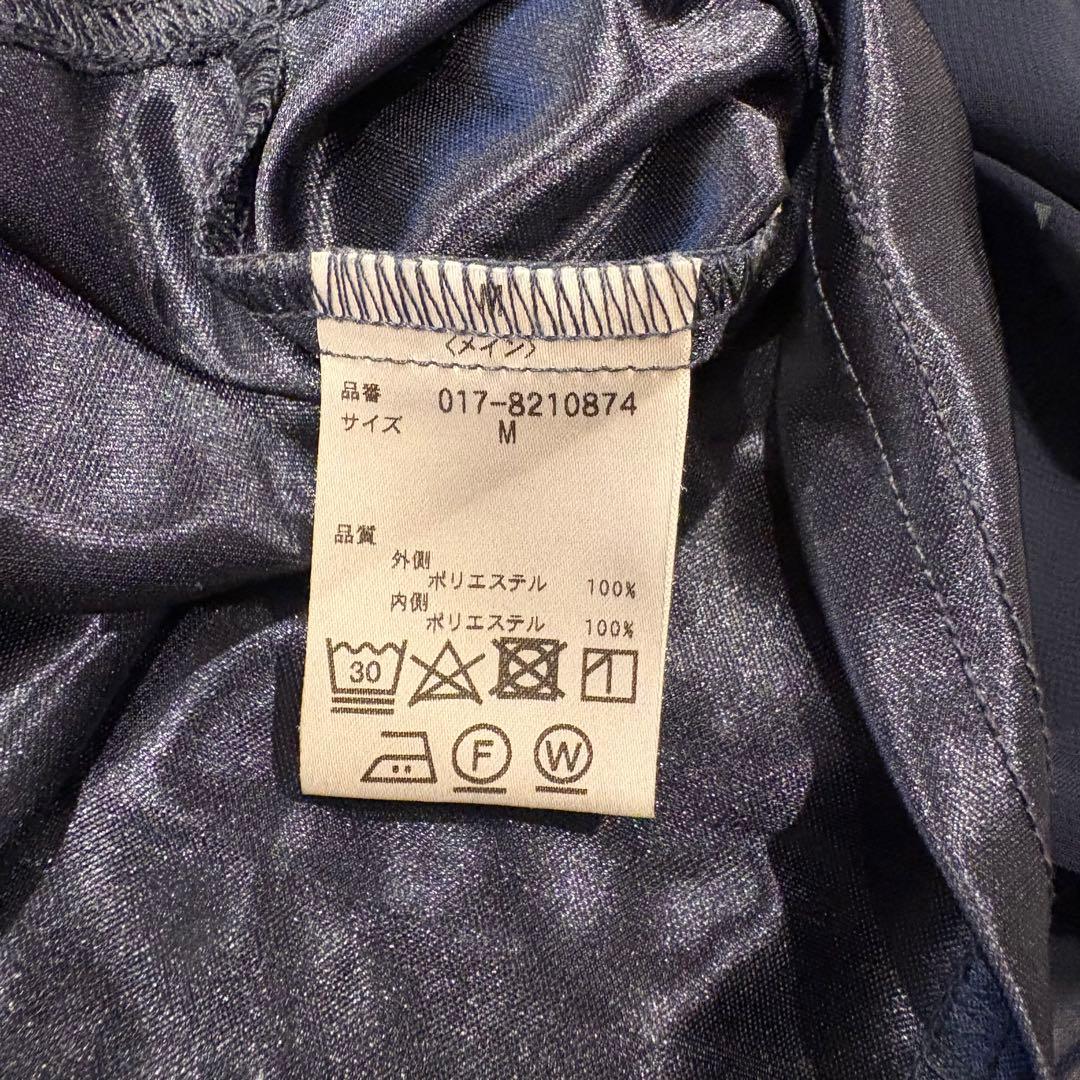 M
〈メイン〉
品番 017-8210874
サイズ M
品質
外側
ポリエステル 100%
内側
ポリエステル 100%
30
F W